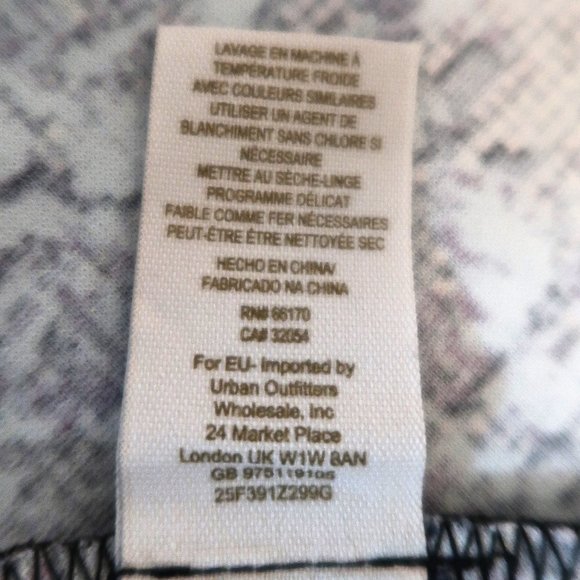 LAVAGE EN MACHINE À
TEMPÉRATURE FROIDE
AVEC COULEURS SIMILAIRES
UTILISER UN AGENT DE
BLANCHIMENT SANS CHLORE SI
NÉCESSAIRE
METTRE AU SÈCHE-LINGE
PROGRAMME DÉLICAT
FAIBLE COMME FER NÉCESSAIRES
PEUT-ÊTRE ÊTRE NETTOYÉE SEC
HECHO EN CHINA/
FABRICADO NA CHINA
RN# 66170
CA# 32054
For EU- Imported by
Urban Outfitters
Wholesale, Inc
24 Market Place
London UK W1W 8AN
GB 975119106
25F391Z299G